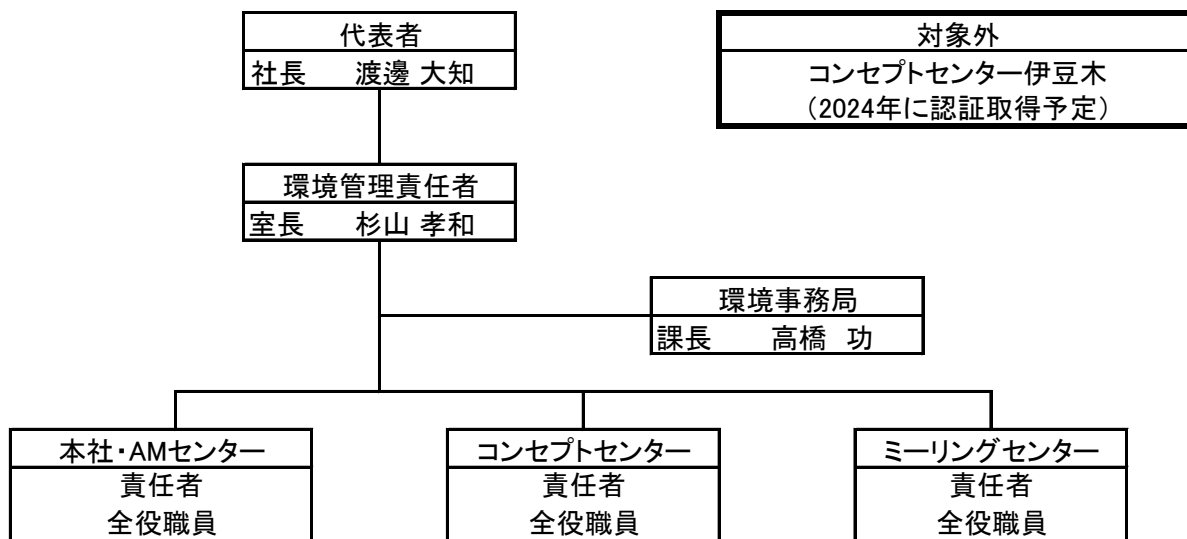 代表者
社長 渡邊 大知
対象外
コンセプトセンター伊豆木
(2024年に認証取得予定)
環境管理責任者
室長 杉山 孝和
環境事務局
課長 高橋 功
本社・AMセンター
責任者
全役職員
コンセプトセンター
責任者
全役職員
ミーリングセンター
責任者
全役職員